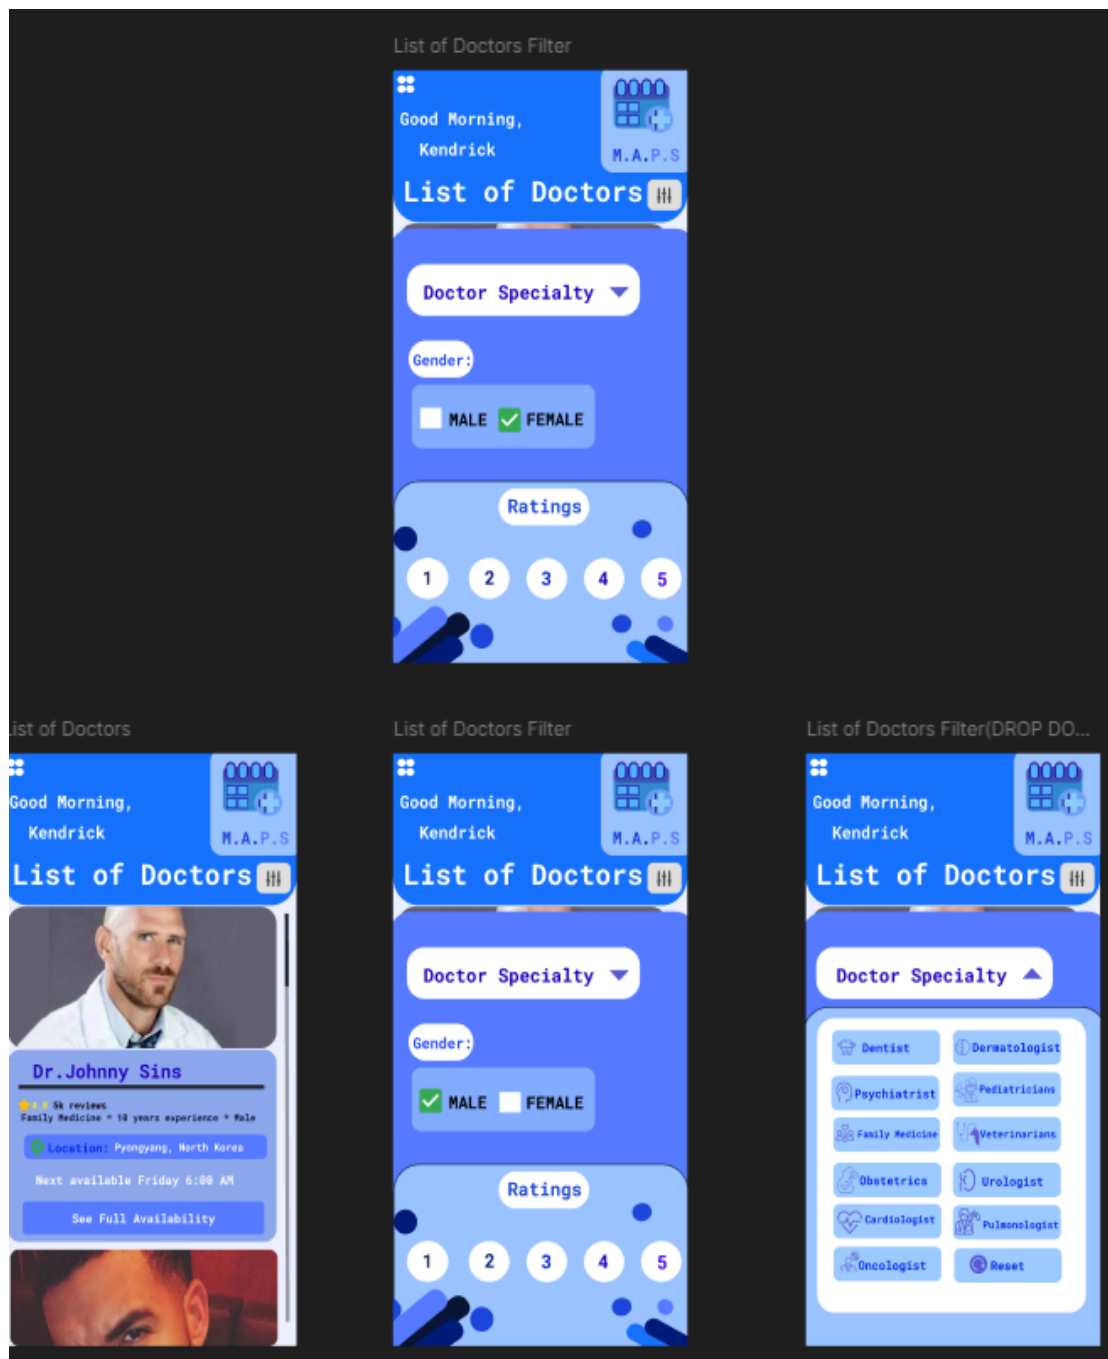 List of Doctors Filter
Good Morning,
Kendrick
M.A.P.S
List of Doctors
Doctor Specialty
Gender:
MALE FEMALE
Ratings
1 2 3 4 5
List of Doctors
Good Morning,
Kendrick
M.A.P.S
List of Doctors
Dr.Johnny Sins
5k reviews
Family Medicine * 10 years experience * Male
Location: Pyongyang, North Korea
Next available Friday 6:00 AM
See Full Availability
List of Doctors Filter
Good Morning,
Kendrick
M.A.P.S
List of Doctors
Doctor Specialty
Gender:
MALE FEMALE
Ratings
1 2 3 4 5
List of Doctors Filter(DROP DO...
Good Morning,
Kendrick
M.A.P.S
List of Doctors
Doctor Specialty
Dentist Dermatologist
Psychiatrist Pediatricians
Family Medicine Veterinarians
Obstetrics Urologist
Cardiologist Pulmonologist
Oncologist Reset